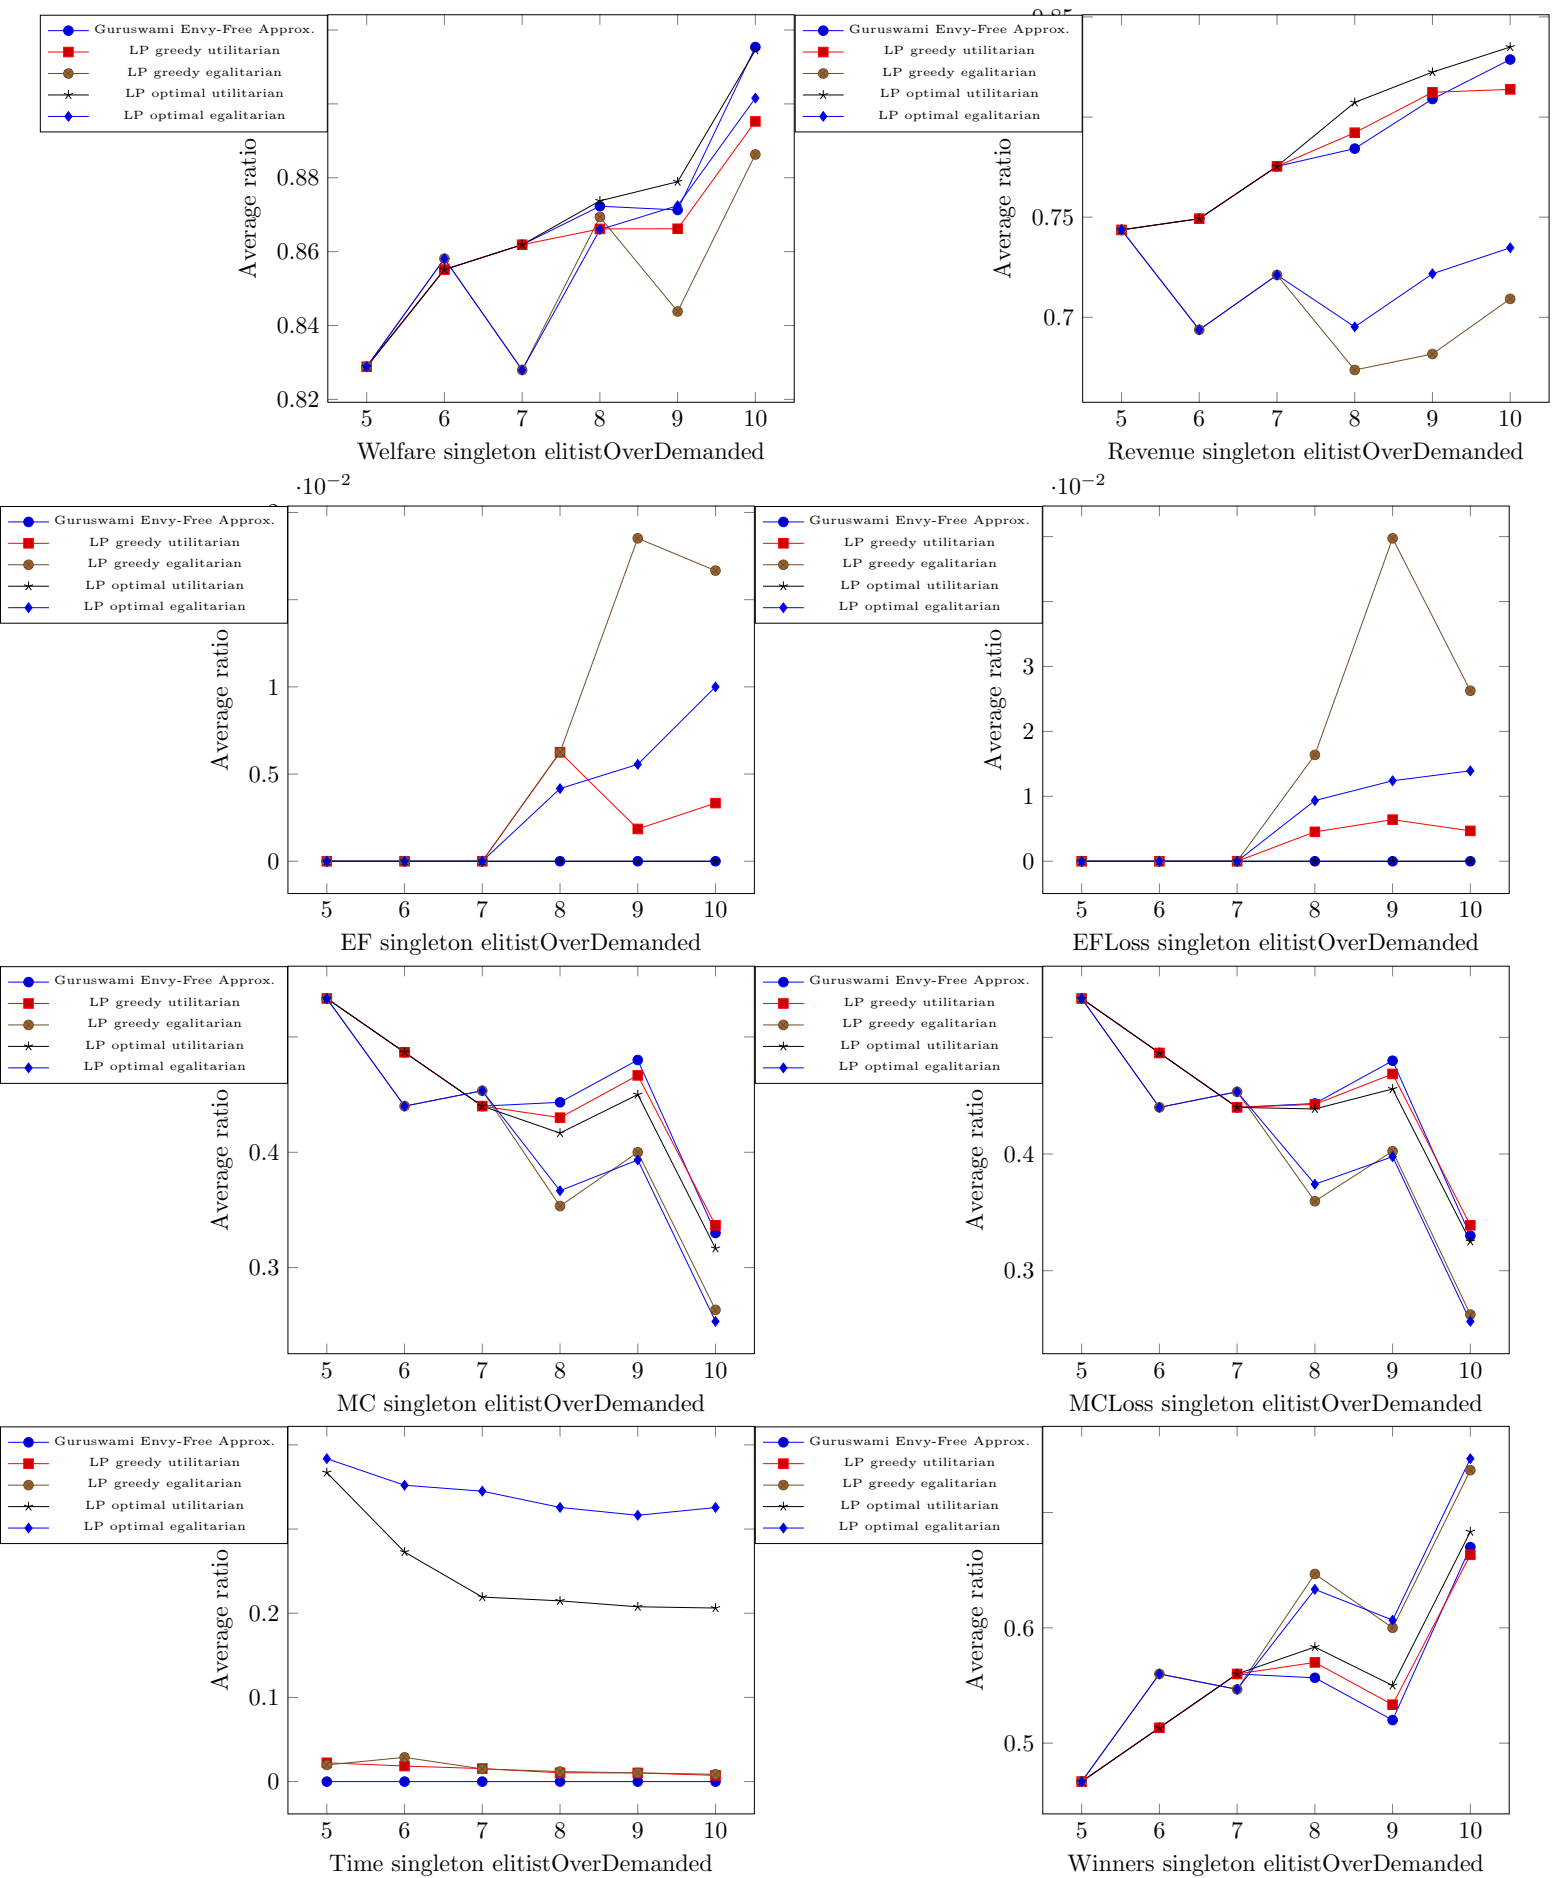 Guruswami Envy-Free Approx.
LP greedy utilitarian
LP greedy egalitarian
LP optimal utilitarian
LP optimal egalitarian
Average ratio
0.88
0.86
0.84
0.82
5 6 7 8 9 10
Welfare singleton elitistOverDemanded
Guruswami Envy-Free Approx.
LP greedy utilitarian
LP greedy egalitarian
LP optimal utilitarian
LP optimal egalitarian
Average ratio
0.85
0.75
0.7
5 6 7 8 9 10
Revenue singleton elitistOverDemanded
·10−2
Guruswami Envy-Free Approx.
LP greedy utilitarian
LP greedy egalitarian
LP optimal utilitarian
LP optimal egalitarian
Average ratio
1
0.5
0
5 6 7 8 9 10
EF singleton elitistOverDemanded
·10−2
Guruswami Envy-Free Approx.
LP greedy utilitarian
LP greedy egalitarian
LP optimal utilitarian
LP optimal egalitarian
Average ratio
3
2
1
0
5 6 7 8 9 10
EFLoss singleton elitistOverDemanded
Guruswami Envy-Free Approx.
LP greedy utilitarian
LP greedy egalitarian
LP optimal utilitarian
LP optimal egalitarian
Average ratio
0.4
0.3
5 6 7 8 9 10
MC singleton elitistOverDemanded
Guruswami Envy-Free Approx.
LP greedy utilitarian
LP greedy egalitarian
LP optimal utilitarian
LP optimal egalitarian
Average ratio
0.4
0.3
5 6 7 8 9 10
MCLoss singleton elitistOverDemanded
Guruswami Envy-Free Approx.
LP greedy utilitarian
LP greedy egalitarian
LP optimal utilitarian
LP optimal egalitarian
Average ratio
0.2
0.1
0
5 6 7 8 9 10
Time singleton elitistOverDemanded
Guruswami Envy-Free Approx.
LP greedy utilitarian
LP greedy egalitarian
LP optimal utilitarian
LP optimal egalitarian
Average ratio
0.6
0.5
5 6 7 8 9 10
Winners singleton elitistOverDemanded